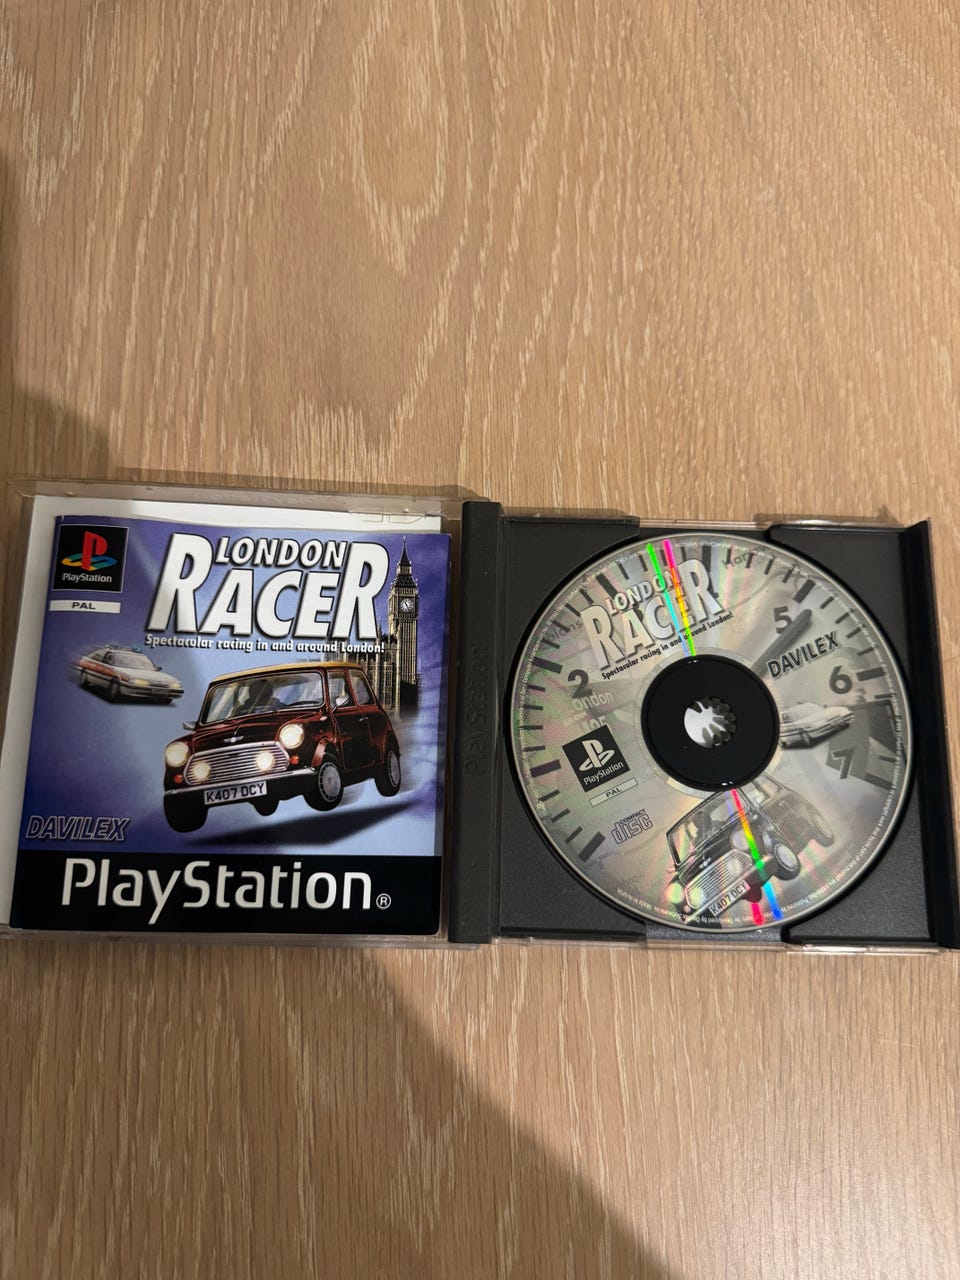 PlayStation
PAL
LONDON
RACER
Spectacular racing in and around London!
K407 DCY
DAVILEX
PlayStation®
PlayStation
LONDON
RACER
Spectacular racing in and around London!
5
DAVILEX
6
2
London
7
PlayStation
PAL
COMPACT
disc
K407 DCY